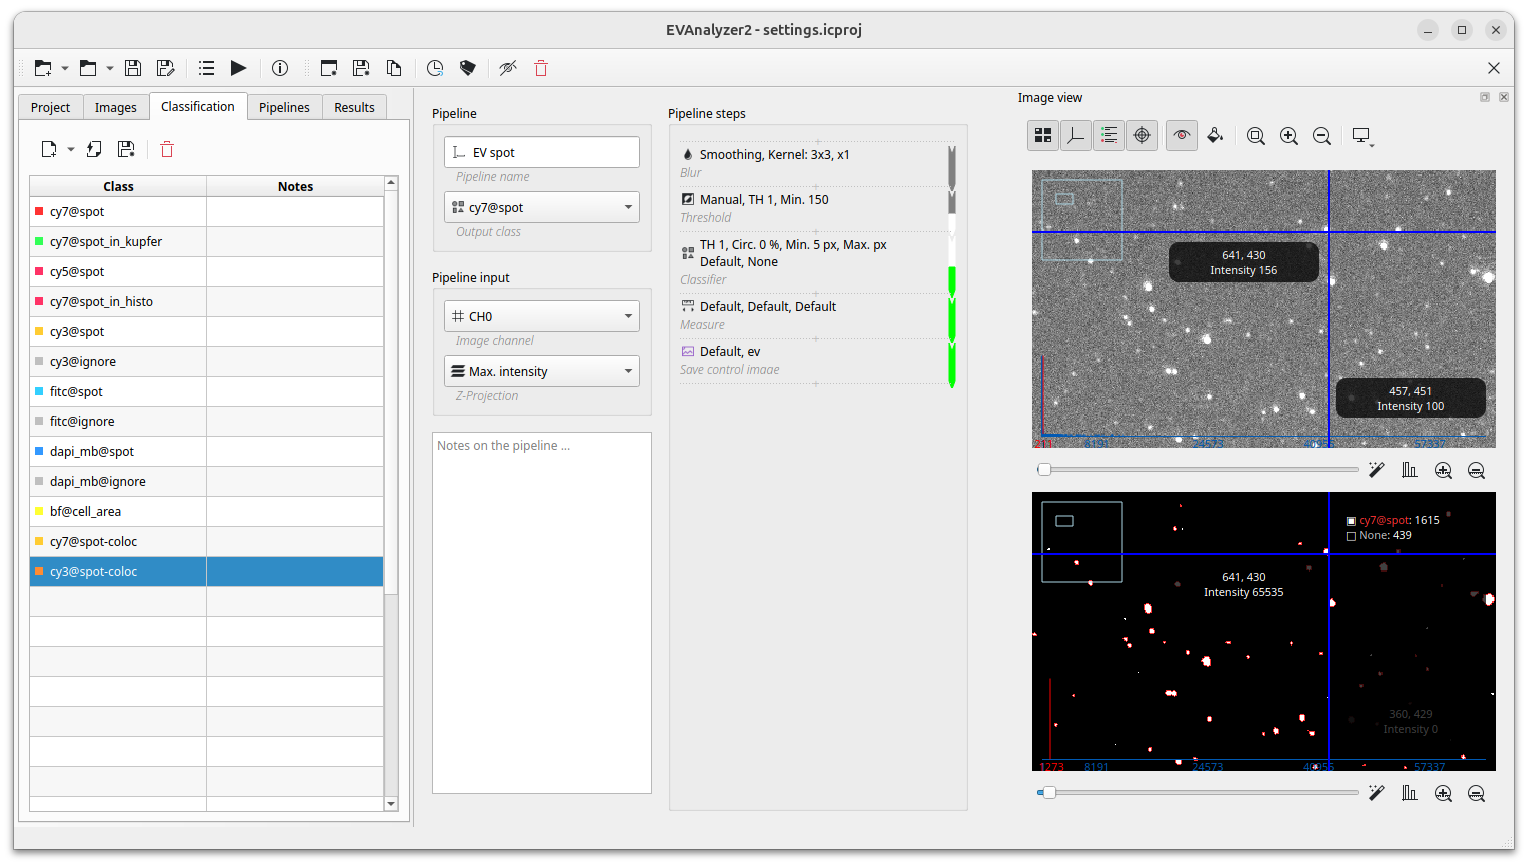 EVAnalyzer2 - settings.icproj
Project
Images
Classification
Pipelines
Results
Class
Notes
cy7@spot
cy7@spot_in_kupfer
cy5@spot
cy7@spot_in_histo
cy3@spot
cy3@ignore
fitc@spot
fitc@ignore
dapi_mb@spot
dapi_mb@ignore
bf@cell_area
cy7@spot-coloc
cy3@spot-coloc
Pipeline
EV spot
Pipeline name
cy7@spot
Output class
Pipeline input
CH0
Image channel
Max. intensity
Z-Projection
Notes on the pipeline ...
Pipeline steps
Smoothing, Kernel: 3x3, x1
Blur
Manual, TH 1, Min. 150
Threshold
TH 1, Circ. 0 %, Min. 5 px, Max. px
Default, None
Classifier
Default, Default, Default
Measure
Default, ev
Save control image
Image view
641, 430
Intensity 156
457, 451
Intensity 100
211 8191 24573 40955 57337
cy7@spot: 1615
None: 439
641, 430
Intensity 65535
360, 429
Intensity 0
1273 8191 24573 40955 57337